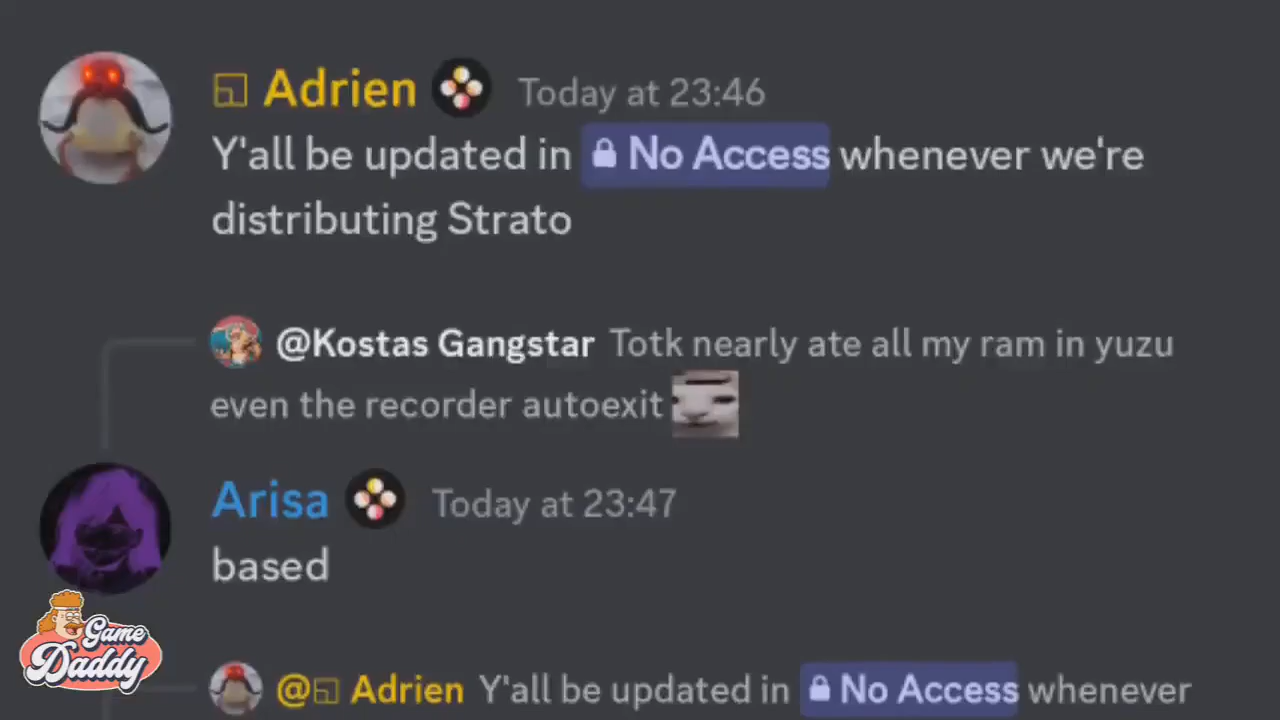 Adrien Today at 23:46
Y'all be updated in No Access whenever we're
distributing Strato
@Kostas Gangstar Totk nearly ate all my ram in yuzu
even the recorder autoexit
Arisa Today at 23:47
based
Game
Daddy
@ Adrien Y'all be updated in No Access whenever